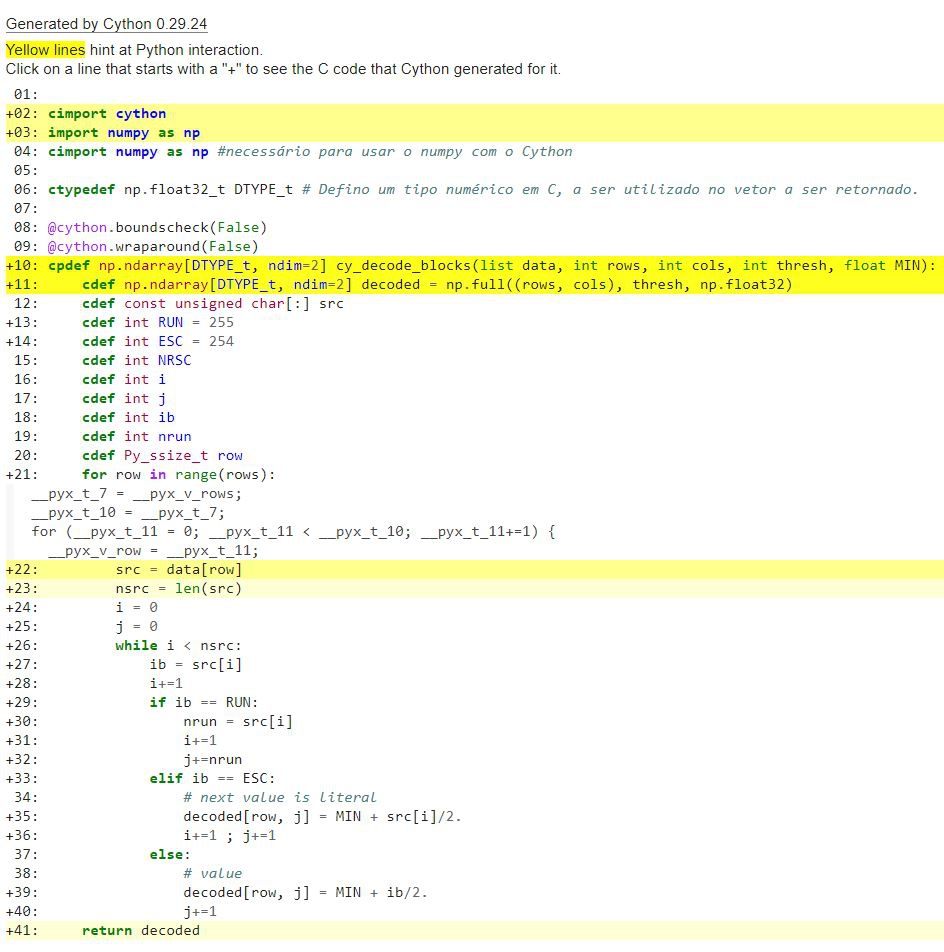 Generated by Cython 0.29.24
Yellow lines hint at Python interaction.
Click on a line that starts with a "+" to see the C code that Cython generated for it.
 01: 
+02: cimport cython
+03: import numpy as np
 04: cimport numpy as np #necessário para usar o numpy com o Cython
 05: 
 06: ctypedef np.float32_t DTYPE_t # Defino um tipo numérico em C, a ser utilizado no vetor a ser retornado.
 07: 
 08: @cython.boundscheck(False)
 09: @cython.wraparound(False)
+10: cpdef np.ndarray[DTYPE_t, ndim=2] cy_decode_blocks(list data, int rows, int cols, int thresh, float MIN):
+11:     cdef np.ndarray[DTYPE_t, ndim=2] decoded = np.full((rows, cols), thresh, np.float32)
 12:     cdef const unsigned char[:] src
+13:     cdef int RUN = 255
+14:     cdef int ESC = 254
 15:     cdef int NRSC
 16:     cdef int i
 17:     cdef int j
 18:     cdef int ib
 19:     cdef int nrun
 20:     cdef Py_ssize_t row
+21:     for row in range(rows):
   __pyx_t_7 = __pyx_v_rows;
   __pyx_t_10 = __pyx_t_7;
   for (__pyx_t_11 = 0; __pyx_t_11 < __pyx_t_10; __pyx_t_11+=1) {
     __pyx_v_row = __pyx_t_11;
+22:         src = data[row]
+23:         nsrc = len(src)
+24:         i = 0
+25:         j = 0
+26:         while i < nsrc:
+27:             ib = src[i]
+28:             i+=1
+29:             if ib == RUN:
+30:                 nrun = src[i]
+31:                 i+=1
+32:                 j+=nrun
+33:             elif ib == ESC:
 34:                 # next value is literal
+35:                 decoded[row, j] = MIN + src[i]/2.
+36:                 i+=1 ; j+=1
 37:             else:
 38:                 # value
+39:                 decoded[row, j] = MIN + ib/2.
+40:                 j+=1
+41:     return decoded